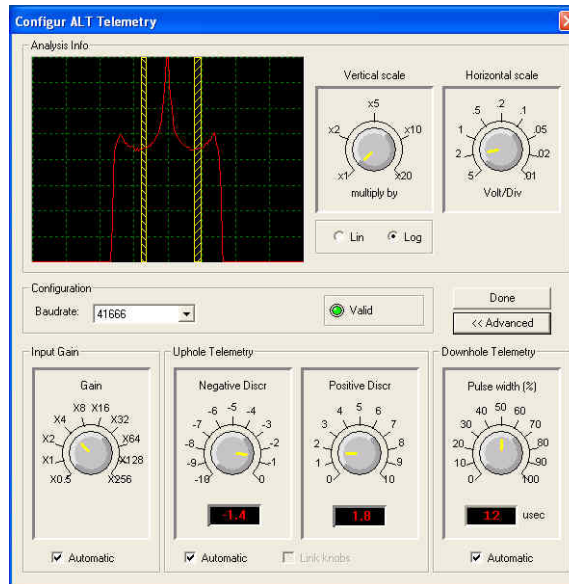 Configur ALT Telemetry
Analysis Info
Vertical scale
x1
x2
x5
x10
x20
multiply by
Horizontal scale
5
2
1
.5
.2
.1
.05
.02
.01
Volt/Div
Lin
Log
Configuration
Baudrate:
41666
Valid
Done
<< Advanced
Input Gain
Gain
X0.5
X1
X2
X4
X8
X16
X32
X64
X128
X256
Automatic
Uphole Telemetry
Negative Discr
-10
-9
-8
-7
-6
-5
-4
-3
-2
-1
0
-1.4
Automatic
Positive Discr
0
1
2
3
4
5
6
7
8
9
10
1.8
Link knobs
Downhole Telemetry
Pulse width (%)
0
10
20
30
40
50
60
70
80
90
100
12
usec
Automatic